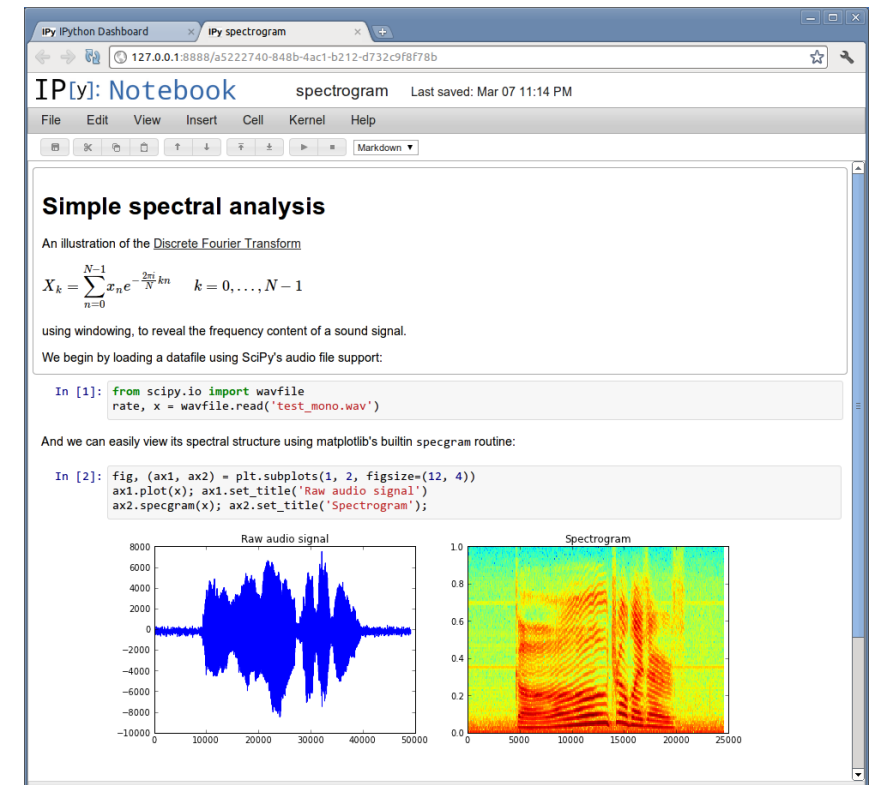 IPy IPython Dashboard
IPy spectrogram
127.0.0.1:8888/a5222740-848b-4ac1-b212-d732c9f8f78b
IP[y]: Notebook spectrogram Last saved: Mar 07 11:14 PM
File Edit View Insert Cell Kernel Help
Markdown
Simple spectral analysis
An illustration of the Discrete Fourier Transform
X_k = \sum_{n=0}^{N-1} x_n e^{-\frac{2\pi i}{N} kn} k = 0, . . . , N − 1
using windowing, to reveal the frequency content of a sound signal.
We begin by loading a datafile using SciPy's audio file support:
In [1]: from scipy.io import wavfile
rate, x = wavfile.read('test_mono.wav')
And we can easily view its spectral structure using matplotlib's builtin specgram routine:
In [2]: fig, (ax1, ax2) = plt.subplots(1, 2, figsize=(12, 4))
ax1.plot(x); ax1.set_title('Raw audio signal')
ax2.specgram(x); ax2.set_title('Spectrogram');
Raw audio signal
8000
6000
4000
2000
0
−2000
−4000
−6000
−8000
−10000
0 10000 20000 30000 40000 50000
Spectrogram
1.0
0.8
0.6
0.4
0.2
0.0
0 5000 10000 15000 20000 25000